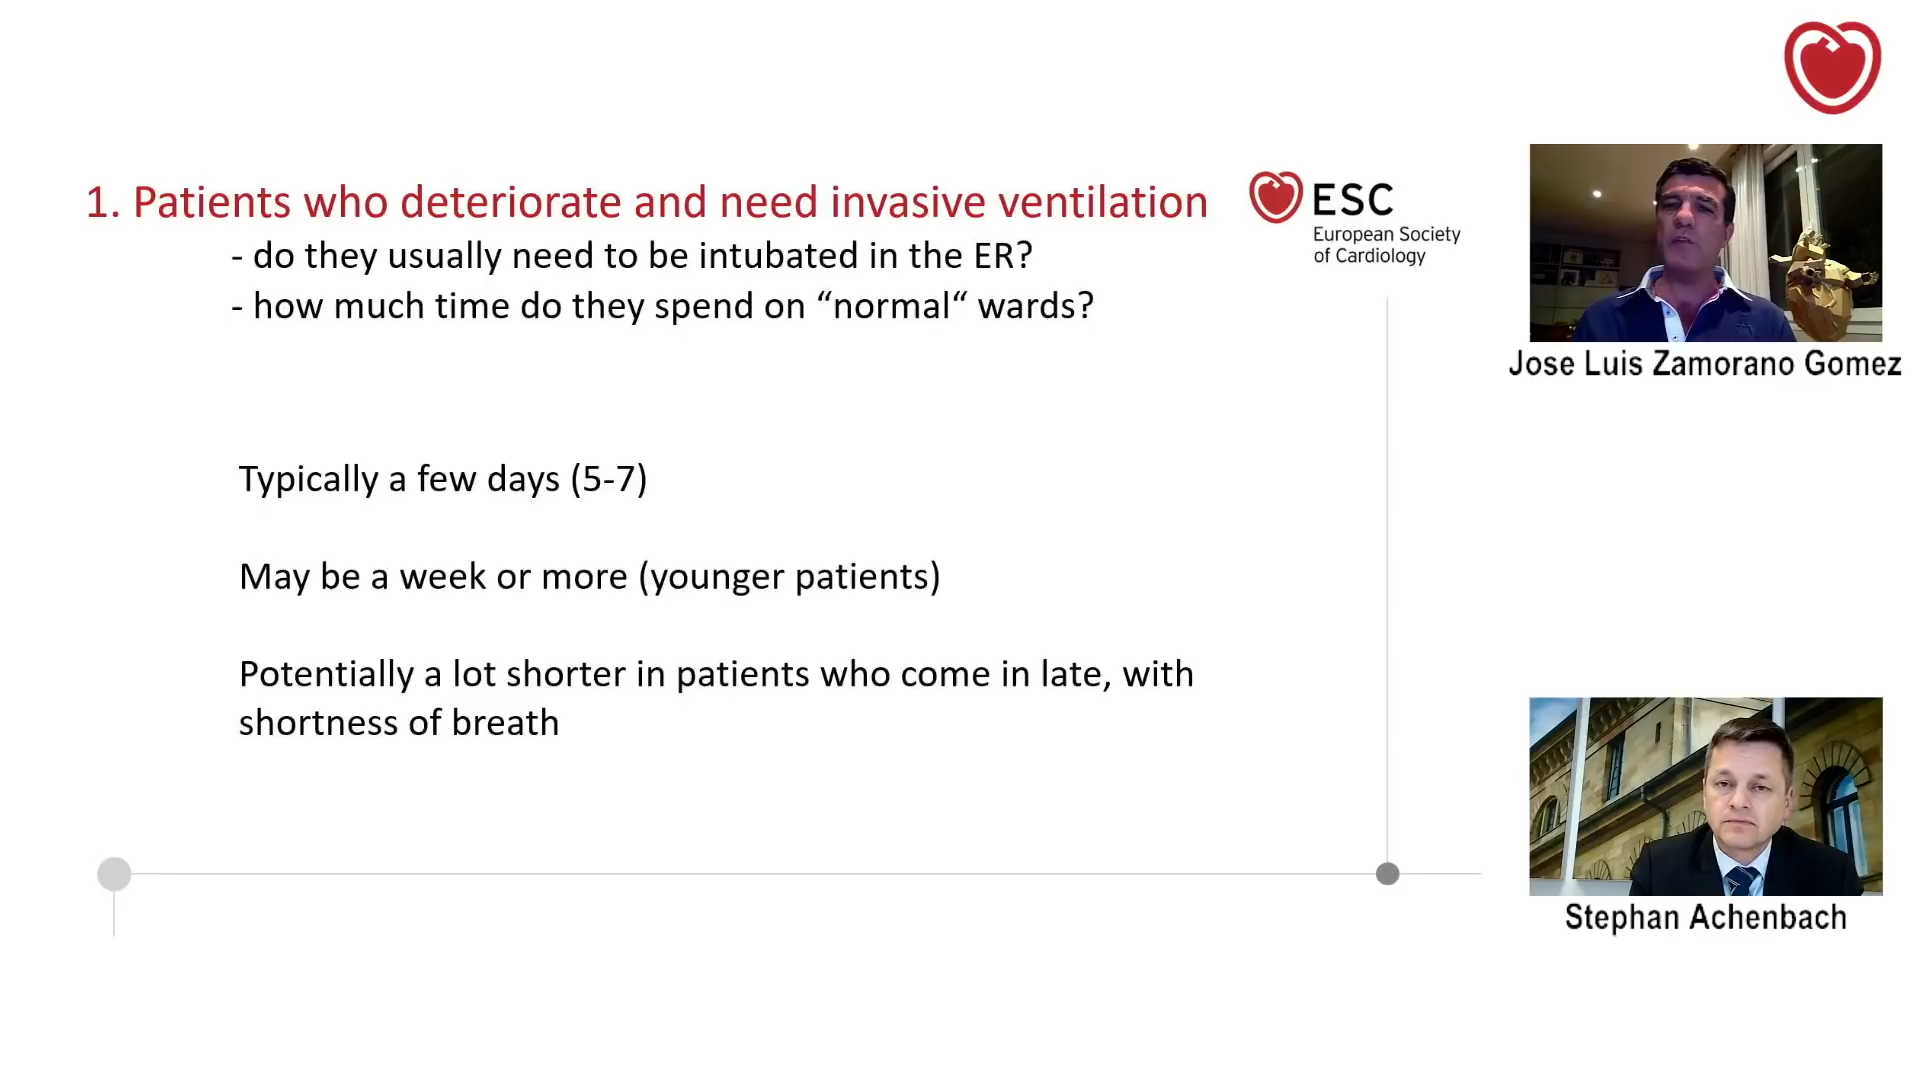 1. Patients who deteriorate and need invasive ventilation
- do they usually need to be intubated in the ER?
- how much time do they spend on “normal“ wards?
Typically a few days (5-7)
May be a week or more (younger patients)
Potentially a lot shorter in patients who come in late, with
shortness of breath
ESC
European Society
of Cardiology
Jose Luis Zamorano Gomez
Stephan Achenbach